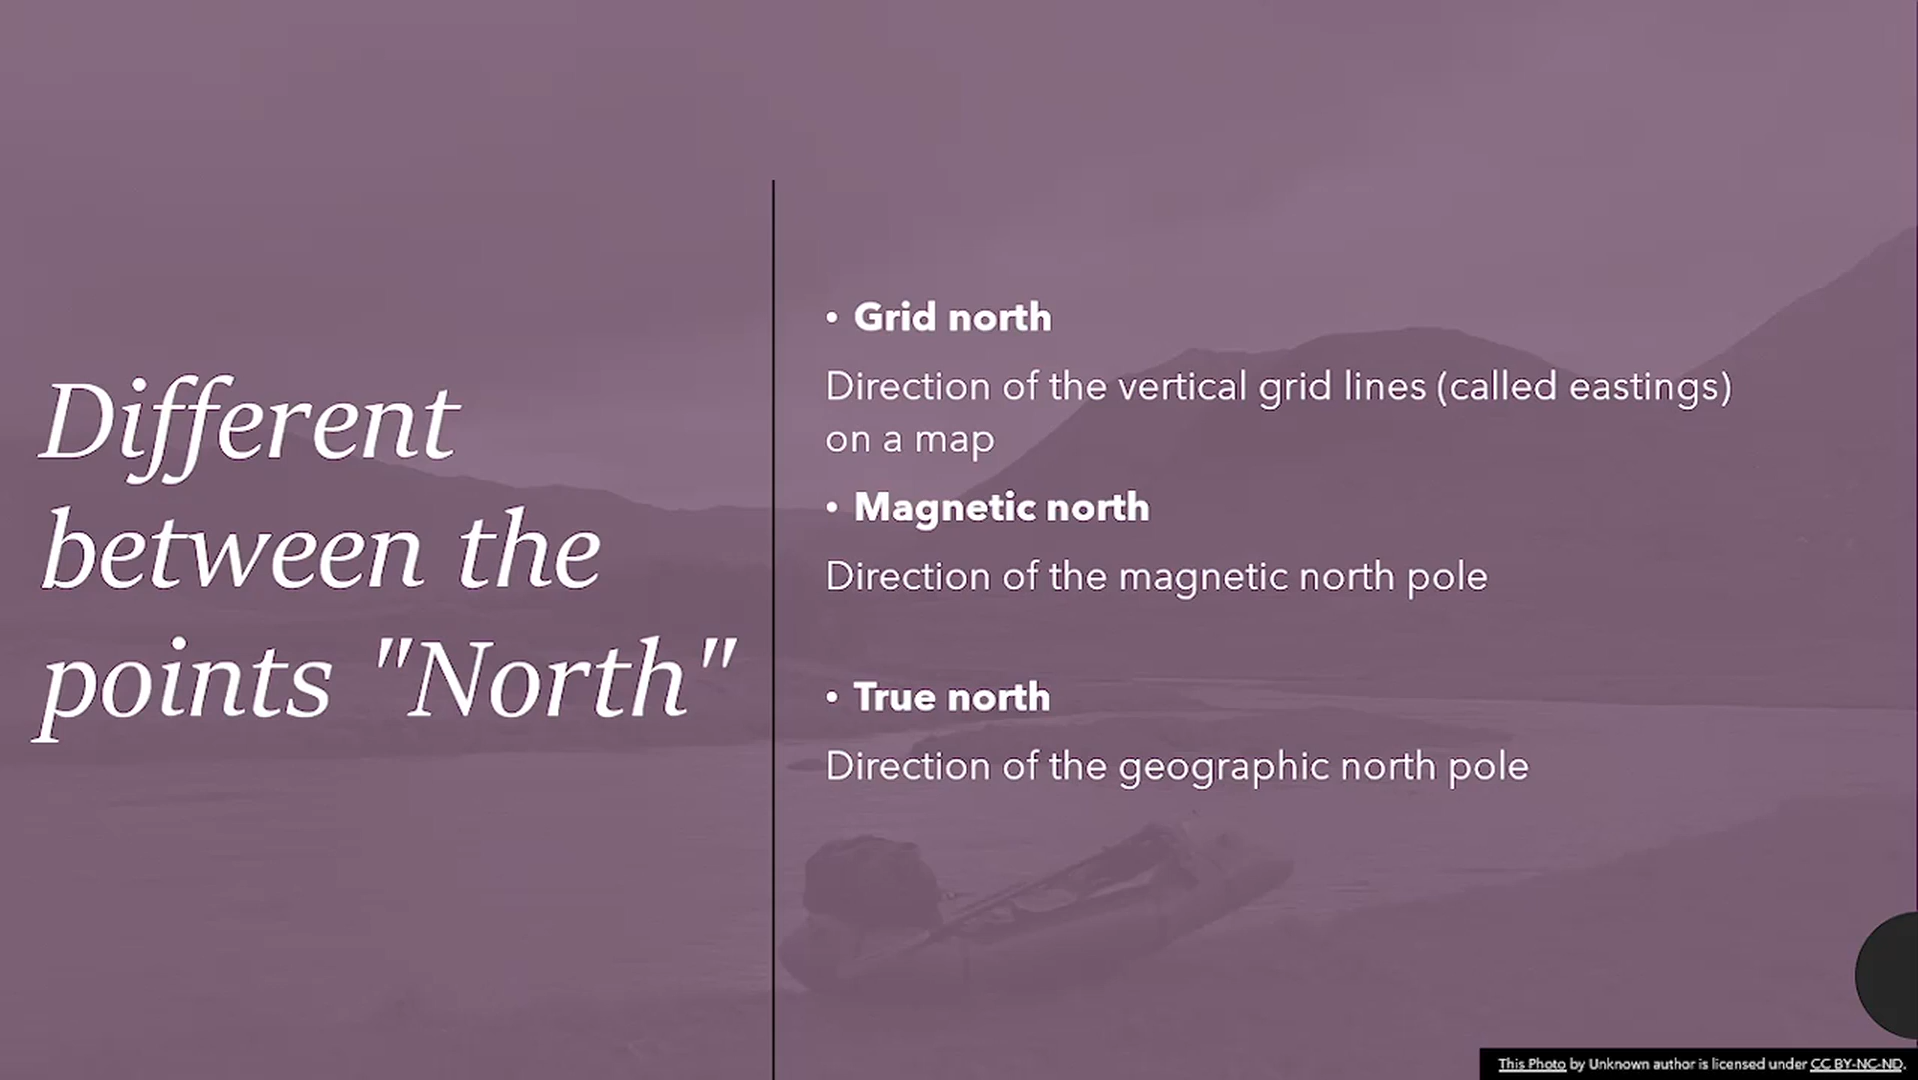 Different
between the
points "North"
• Grid north
Direction of the vertical grid lines (called eastings)
on a map
• Magnetic north
Direction of the magnetic north pole
• True north
Direction of the geographic north pole
This Photo by Unknown author is licensed under CC BY-NC-ND.